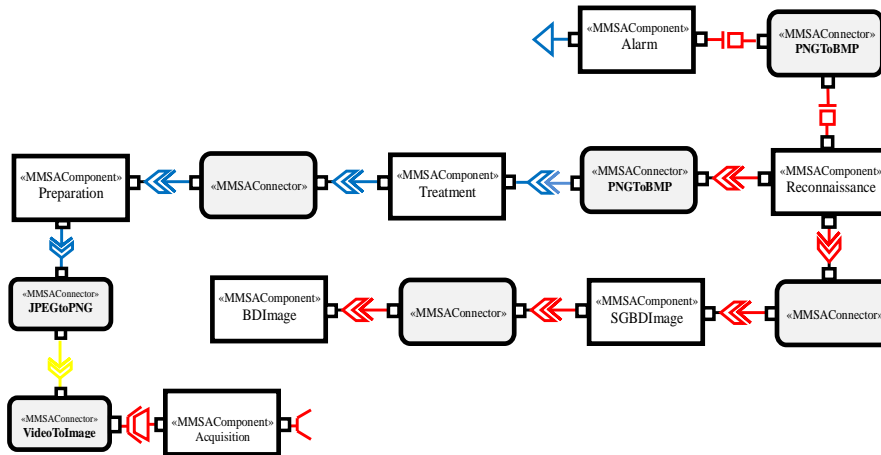 «MMSAComponent»
Alarm
«MMSAConnector»
PNGToBMP
«MMSAComponent»
Preparation
«MMSAConnector»
«MMSAComponent»
Treatment
«MMSAConnector»
PNGToBMP
«MMSAComponent»
Reconnaissance
«MMSAConnector»
JPEGtoPNG
«MMSAComponent»
BDImage
«MMSAConnector»
«MMSAComponent»
SGBDImage
«MMSAConnector»
«MMSAConnector»
VideoToImage
«MMSAComponent»
Acquisition